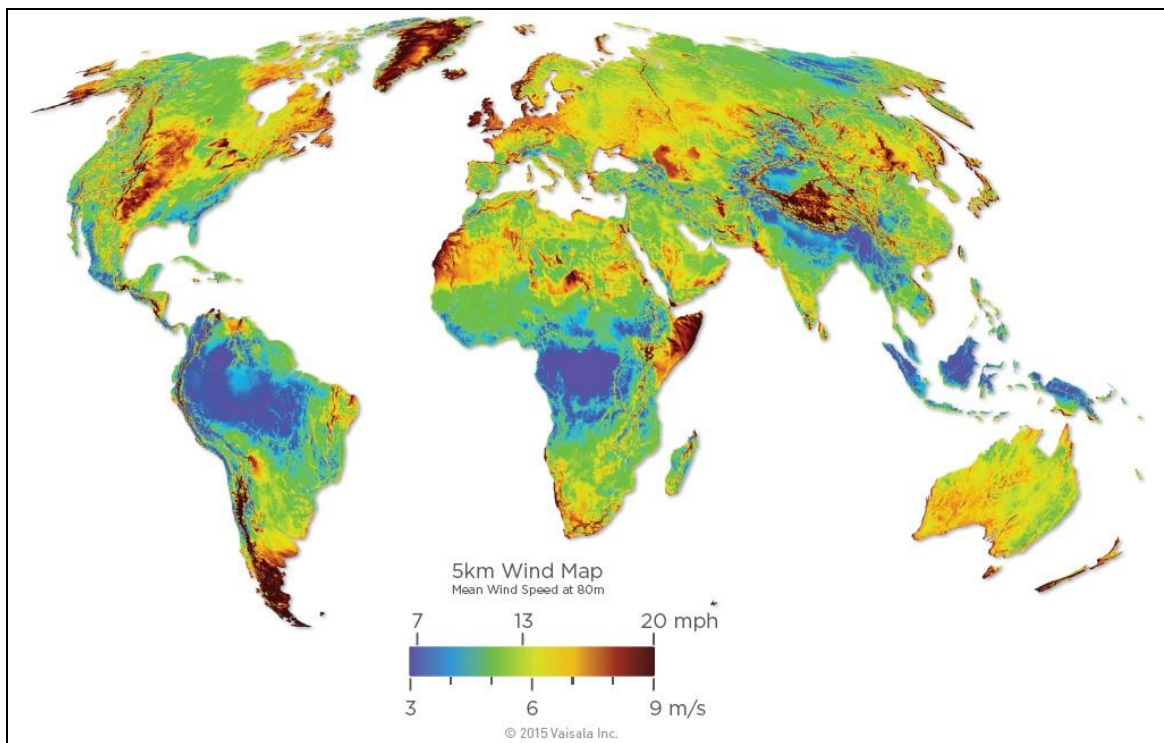 5km Wind Map
Mean Wind Speed at 80m
7 13 20 mph
3 6 9 m/s
© 2015 Vaisala Inc.